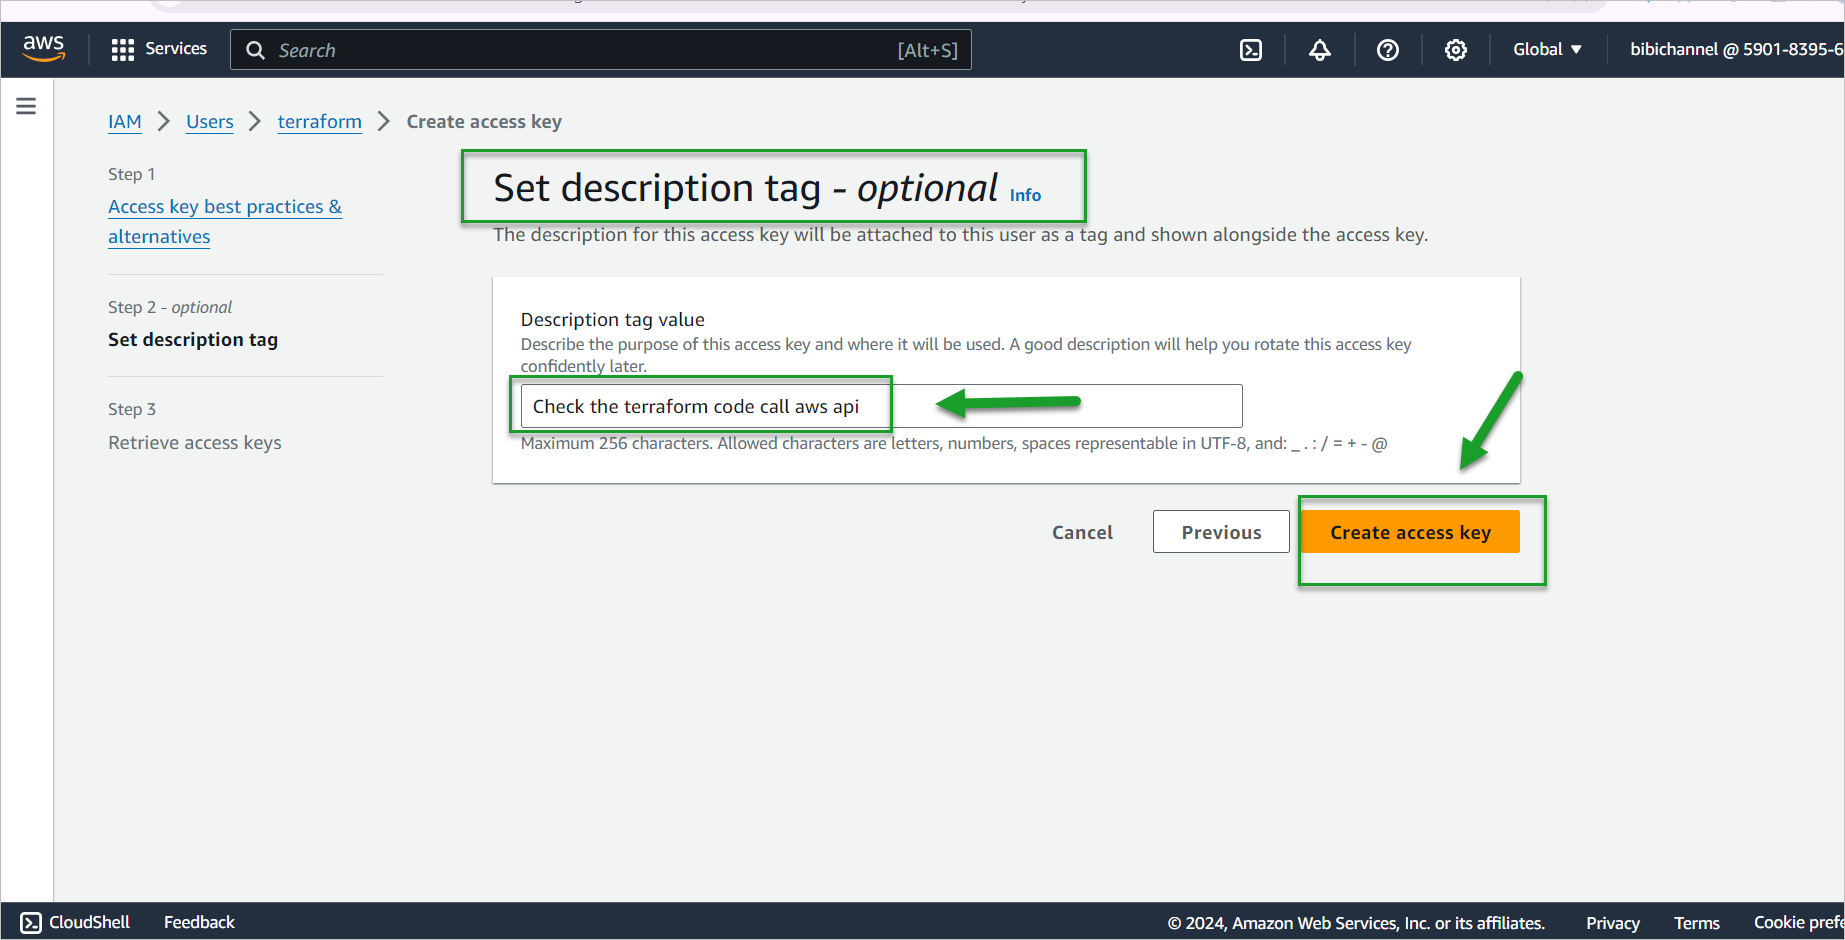 aws
Services
Search
[Alt+S]
Global
bibichannel @ 5901-8395-6
IAM
Users
terraform
Create access key
Step 1
Access key best practices &
alternatives
Step 2 - optional
Set description tag
Step 3
Retrieve access keys
Set description tag - optional Info
The description for this access key will be attached to this user as a tag and shown alongside the access key.
Description tag value
Describe the purpose of this access key and where it will be used. A good description will help you rotate this access key
confidently later.
Check the terraform code call aws api
Maximum 256 characters. Allowed characters are letters, numbers, spaces representable in UTF-8, and: _ . : / = + - @
Cancel
Previous
Create access key
CloudShell
Feedback
© 2024, Amazon Web Services, Inc. or its affiliates.
Privacy
Terms
Cookie prefe